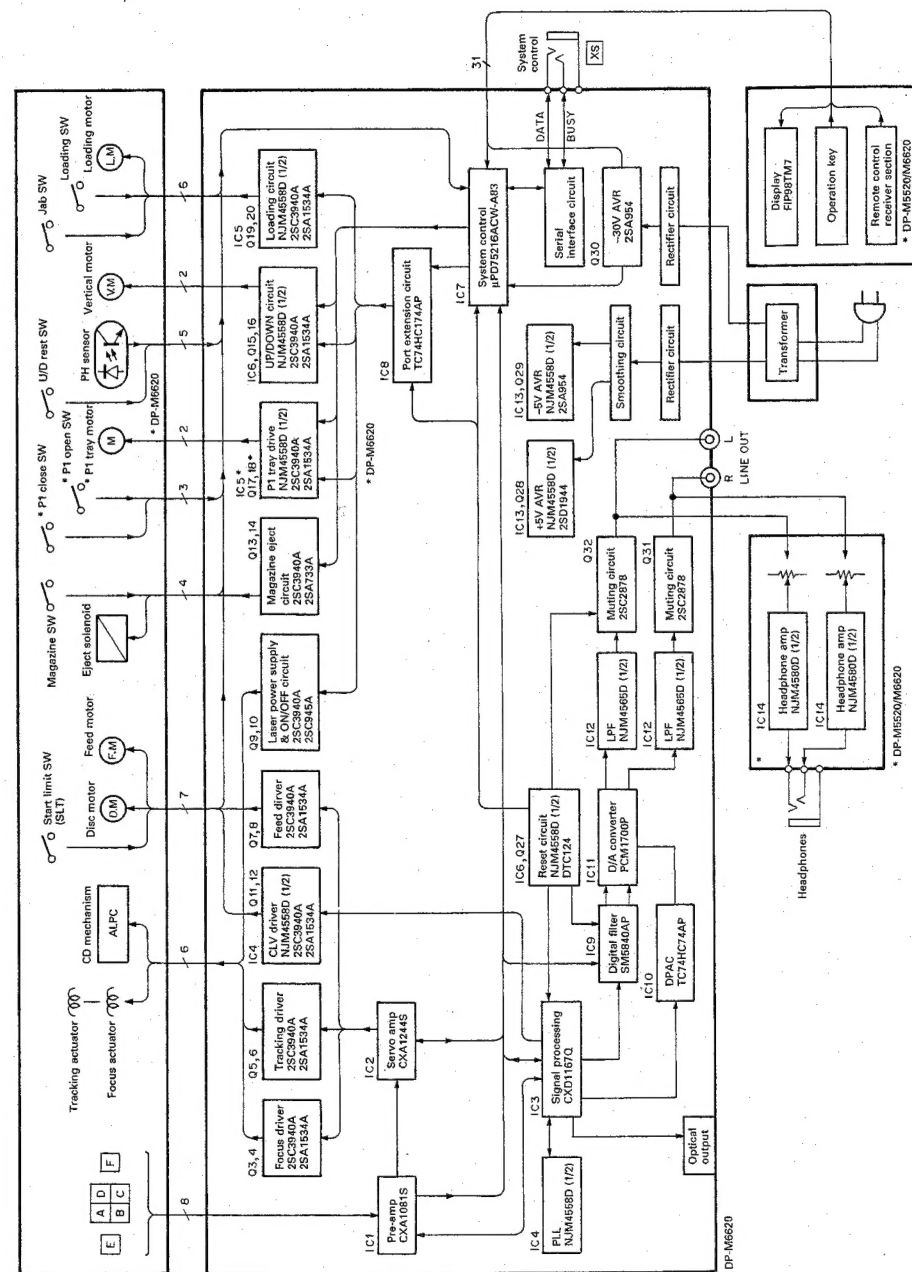 E
A
D
B
C
F
8
Tracking actuator
Focus actuator
CD mechanism
ALPC
6
Start limit SW
(SLT)
Disc motor
D.M
Feed motor
F.M
7
Magazine SW
Eject solenoid
4
* P1 close SW
* P1 open SW
* P1 tray motor
M
3
2
* DP-M6620
U/D rest SW
PH sensor
5
Vertical motor
V.M
2
Jab SW
Loading SW
Loading motor
L.M
6
Q3,4
Focus driver
2SC3940A
2SA1534A
Q5,6
Tracking driver
2SC3940A
2SA1534A
IC4
Q11,12
CLV driver
NJM4558D (1/2)
2SC3940A
2SA1534A
Q7,8
Feed dirver
2SC3940A
2SA1534A
Q9,10
Laser power supply
& ON/OFF circuit
2SC3940A
2SC945A
Q13,14
Magazine eject
circuit
2SC3940A
2SA733A
IC5*
Q17,18*
P1 tray drive
NJM4558D (1/2)
2SC3940A
2SA1534A
* DP-M6620
IC6, Q15,16
UP/DOWN circuit
NJM4558D (1/2)
2SC3940A
2SA1534A
IC5
Q19,20
Loading circuit
NJM4558D (1/2)
2SC3940A
2SA1534A
IC1
Pre-amp
CXA1081S
IC2
Servo amp
CXA1244S
IC8
Port extension circuit
TC74HC174AP
IC7
System control
μPD75216ACW-A83
31
System
control
XS
DATA
BUSY
Serial
interface circuit
IC4
PLL
NJM4558D (1/2)
IC3
Signal processing
CXD1167Q
IC6,Q27
Reset circuit
NJM4558D (1/2)
DTC124
IC9
Digital filter
SM5840AP
IC10
DPAC
TC74HC74AP
IC11
D/A converter
PCM1700P
IC12
LPF
NJM4565D (1/2)
IC12
LPF
NJM4565D (1/2)
Q32
Muting circuit
2SC2878
Q31
Muting circuit
2SC2878
IC13,Q28
+5V AVR
NJM4558D (1/2)
2SD1944
IC13,Q29
-5V AVR
NJM4558D (1/2)
2SA954
Smoothing circuit
Rectifier circuit
Q30
-30V AVR
2SA954
Rectifier circuit
Optical
output
DP-M6620
R
L
LINE OUT
Transformer
Display
FIP98TM7
Operation key
Remote control
receiver section
* DP-M5520/M6620
Headphones
*
IC14
Headphone amp
NJM4580D (1/2)
IC14
Headphone amp
NJM4580D (1/2)
* DP-M5520/M6620